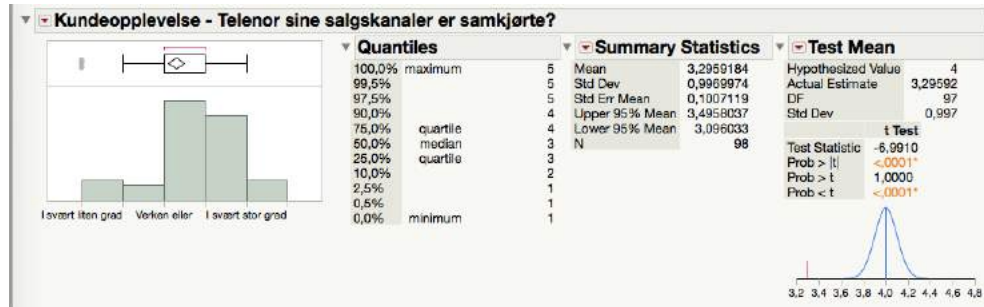 Kundeopplevelse - Telenor sine salgskanaler er samkjørte?
I svært liten grad Verken eller I svært stor grad
Quantiles
100,0% maximum 5
99,5% 5
97,5% 5
90,0% 4
75,0% quartile 4
50,0% median 3
25,0% quartile 3
10,0% 2
2,5% 1
0,5% 1
0,0% minimum 1
Summary Statistics
Mean 3,2959184
Std Dev 0,9969974
Std Err Mean 0,1007119
Upper 95% Mean 3,4958037
Lower 95% Mean 3,096033
N 98
Test Mean
Hypothesized Value 4
Actual Estimate 3,29592
DF 97
Std Dev 0,997
t Test
Test Statistic -6,9910
Prob > |t| <,0001*
Prob > t 1,0000
Prob < t <,0001*
3,2 3,4 3,6 3,8 4,0 4,2 4,4 4,6 4,8